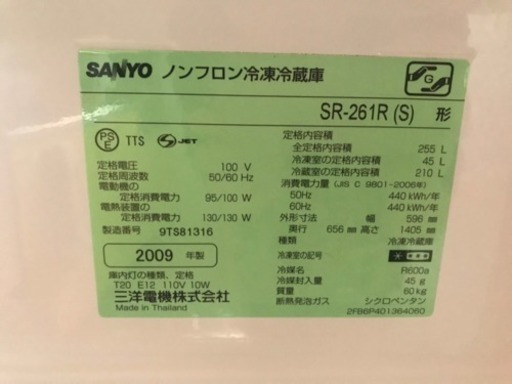 SANYO ノンフロン冷凍冷蔵庫
G
SR-261R (S) 形
PS E TTS S-JET
定格電圧 100 V
定格周波数 50/60 Hz
電動機の
定格消費電力 95/100 W
電熱装置の
定格消費電力 130/130 W
製造番号 9TS81316
2009 年製
庫内灯の種類、定格
T20 E12 110V 10W
三洋電機株式会社
Made in Thailand
定格内容積
全定格内容積 255 L
冷凍室の定格内容積 45 L
冷蔵室の定格内容積 210 L
消費電力量 (JIS C 9801-2006年)
50Hz 440 kWh/年
60Hz 440 kWh/年
外形寸法 幅 596 mm
奥行 656 mm 高さ 1405 mm
種類 冷凍冷蔵庫
冷凍室の記号
冷媒名 R600a
冷媒封入量 45 g
質量 60 kg
断熱発泡ガス シクロペンタン
2FB6P401364060